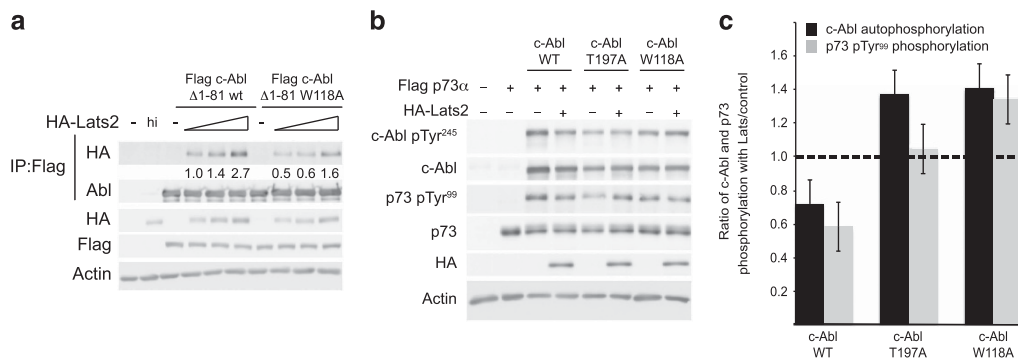 a
Flag c-Abl Flag c-Abl
Δ1-81 wt Δ1-81 W118A
HA-Lats2 - hi - -
IP:Flag
HA
1.0 1.4 2.7 0.5 0.6 1.6
Abl
HA
Flag
Actin
b
c-Abl c-Abl c-Abl
WT T197A W118A
Flag p73α – + + + + + + +
HA-Lats2 – – – + – + – +
c-Abl pTyr²⁴⁵
c-Abl
p73 pTyr⁹⁹
p73
HA
Actin
c
c-Abl autophosphorylation
p73 pTyr⁹⁹ phosphorylation
Ratio of c-Abl and p73
phosphorylation with Lats/control
1.6
1.4
1.2
1.0
0.8
0.6
0.4
0.2
c-Abl c-Abl c-Abl
WT T197A W118A